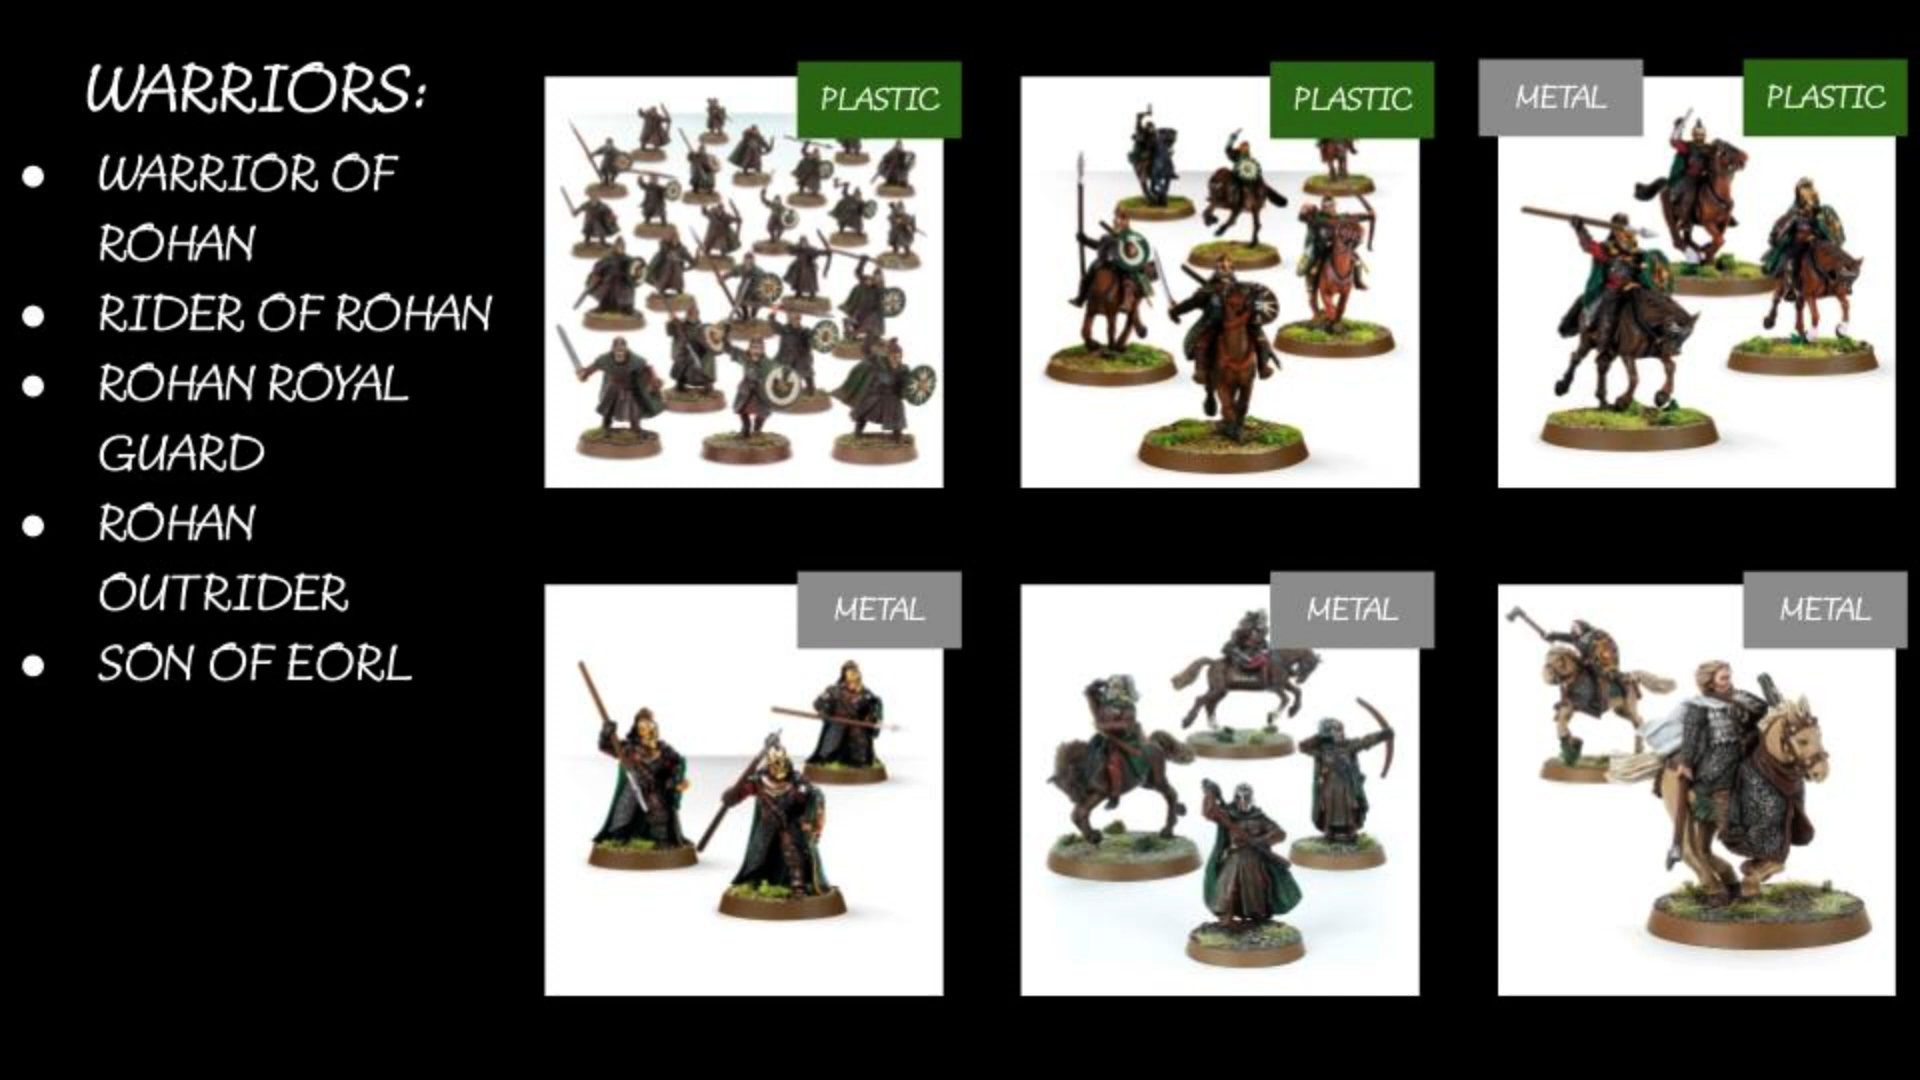 WARRIORS:
● WARRIOR OF
ROHAN
● RIDER OF ROHAN
● ROHAN ROYAL
GUARD
● ROHAN
OUTRIDER
● SON OF EORL
PLASTIC
PLASTIC
METAL
PLASTIC
METAL
METAL
METAL